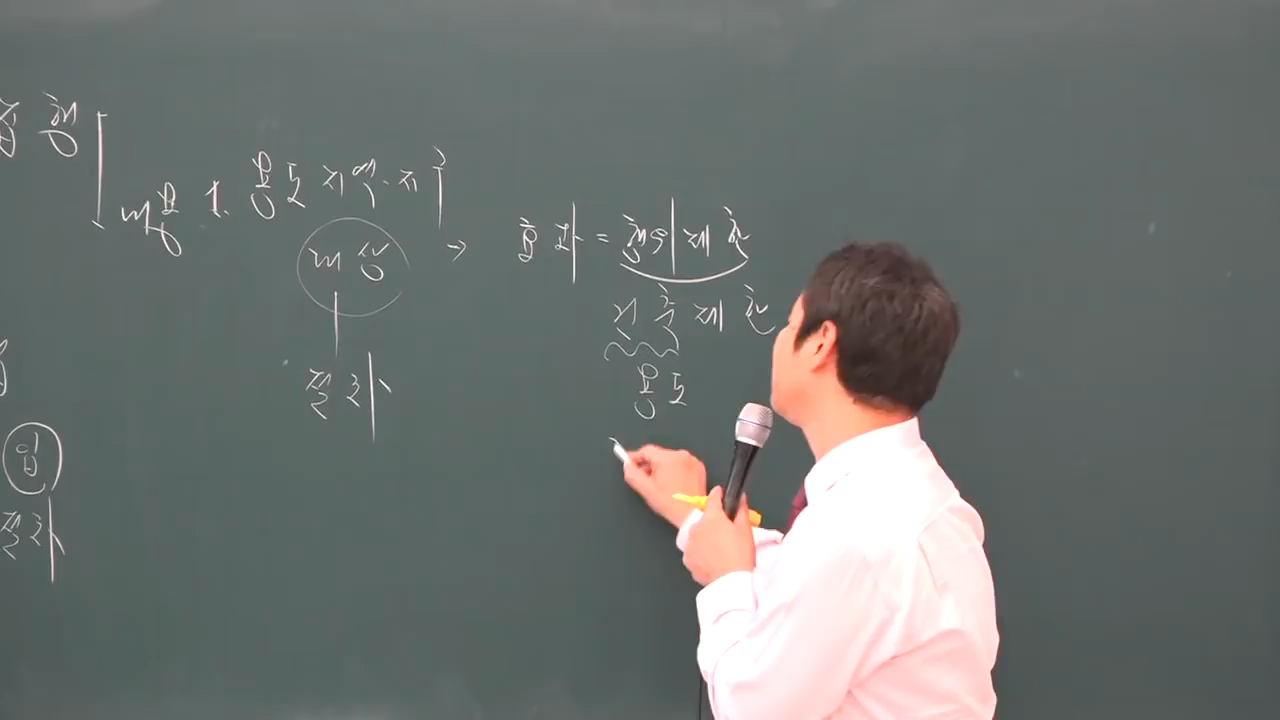 행
내용 1. 용도지역·지
대상
절차
→ 효과 = 행위제한
건축제한
용도
입
절차